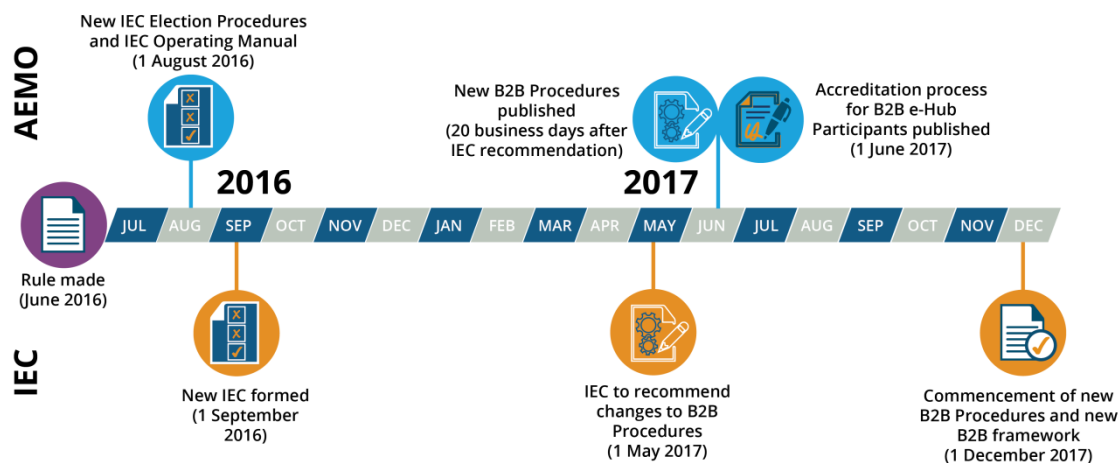 AEMO
New IEC Election Procedures
and IEC Operating Manual
(1 August 2016)
New B2B Procedures
published
(20 business days after
IEC recommendation)
Accreditation process
for B2B e-Hub
Participants published
(1 June 2017)
2016
2017
JUL AUG SEP OCT NOV DEC JAN FEB MAR APR MAY JUN JUL AUG SEP OCT NOV DEC
Rule made
(June 2016)
IEC
New IEC formed
(1 September
2016)
IEC to recommend
changes to B2B
Procedures
(1 May 2017)
Commencement of new
B2B Procedures and new
B2B framework
(1 December 2017)